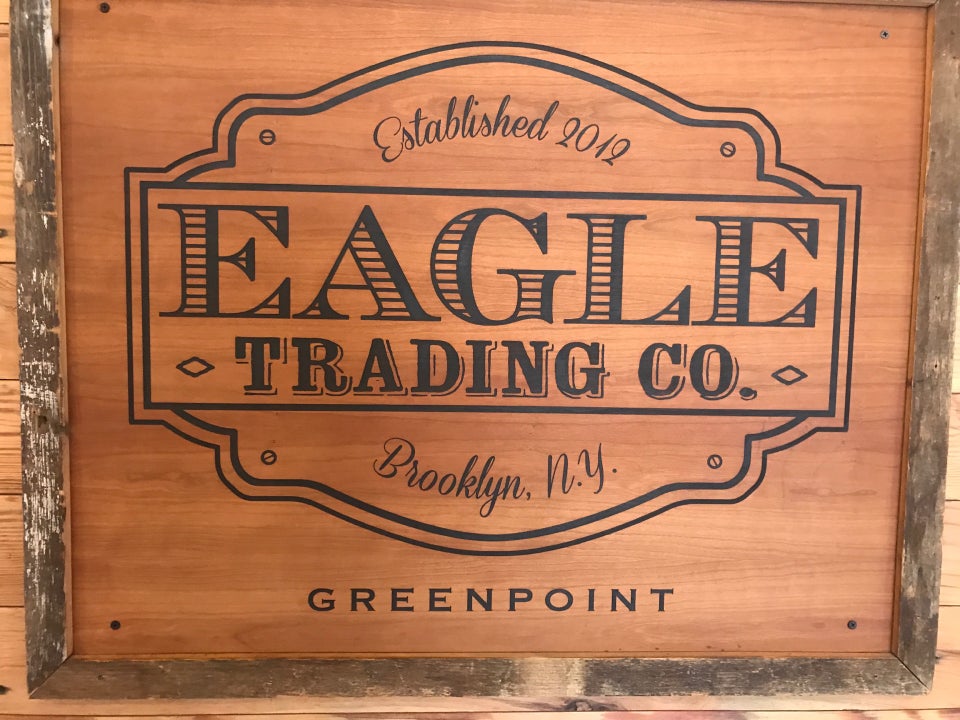 Established 2012
EAGLE
TRADING CO.
Brooklyn, N.Y.
GREENPOINT